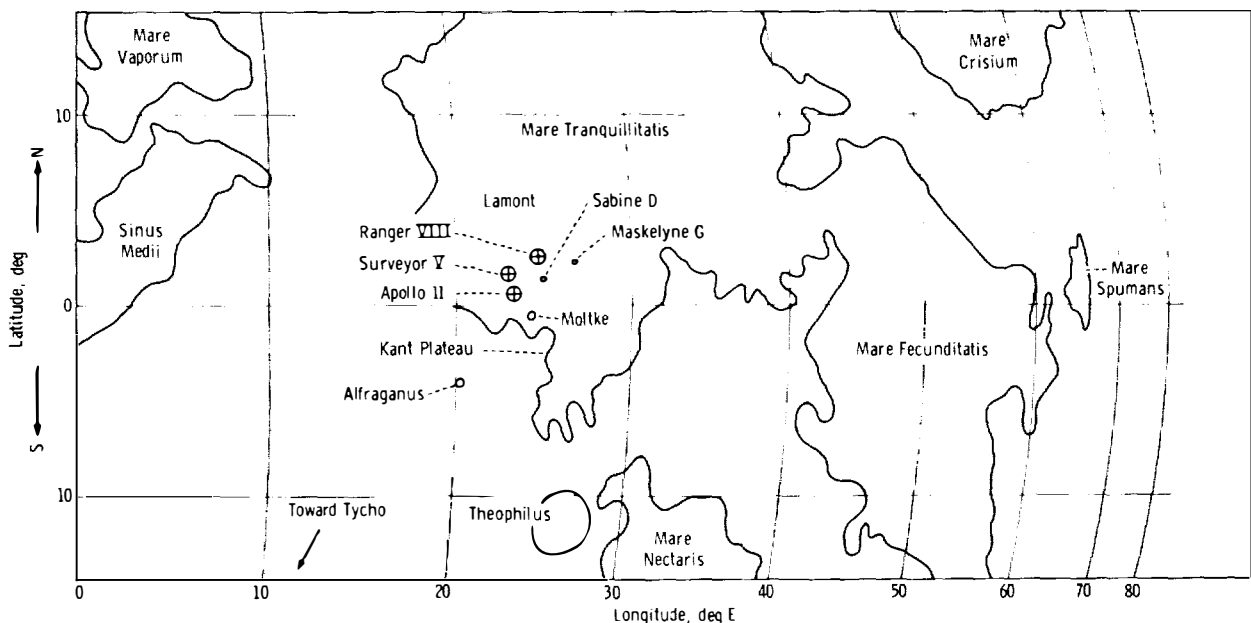 Mare
Vaporum
Mare
Crisium
10
Mare Tranquillitatis
N
Sinus
Medii
Lamont
Sabine D
Ranger VIII
Maskelyne G
Surveyor V
Apollo 11
Mare
Spumans
Latitude, deg
0
Moltke
Kant Plateau
Mare Fecunditatis
Alfraganus
S
10
Toward Tycho
Theophilus
Mare
Nectaris
0 10 20 30 40 50 60 70 80
Longitude, deg E